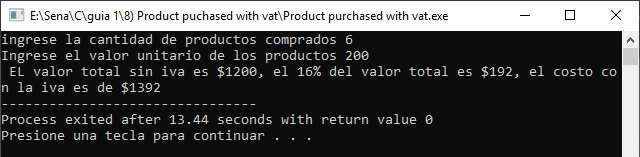 E:\Sena\C\guia 1\8) Product puchased with vat\Product purchased with vat.exe
ingrese la cantidad de productos comprados 6
Ingrese el valor unitario de los productos 200
EL valor total sin iva es $1200, el 16% del valor total es $192, el costo co
n la iva es de $1392
--------------------------------
Process exited after 13.44 seconds with return value 0
Presione una tecla para continuar . . .